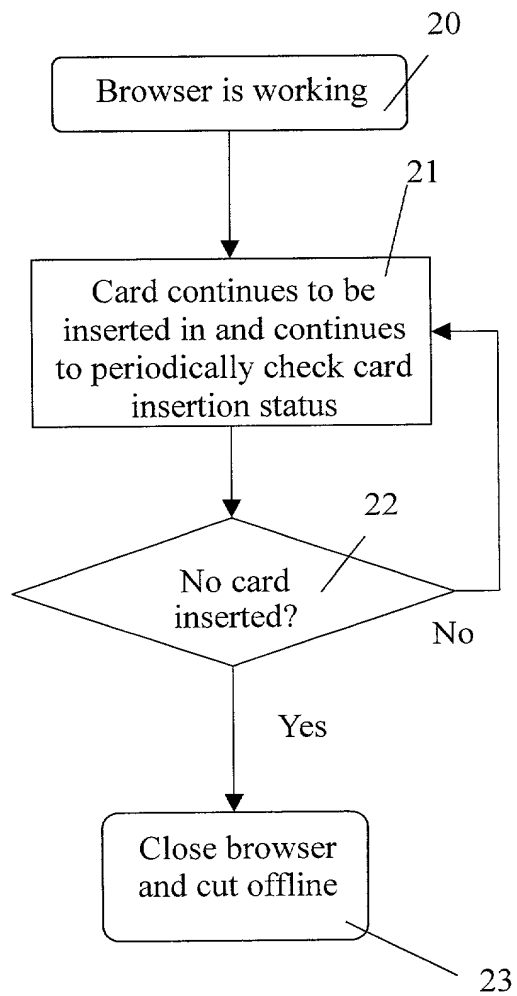 20
Browser is working
21
Card continues to be
inserted in and continues
to periodically check card
insertion status
22
No card
inserted?
No
Yes
Close browser
and cut offline
23